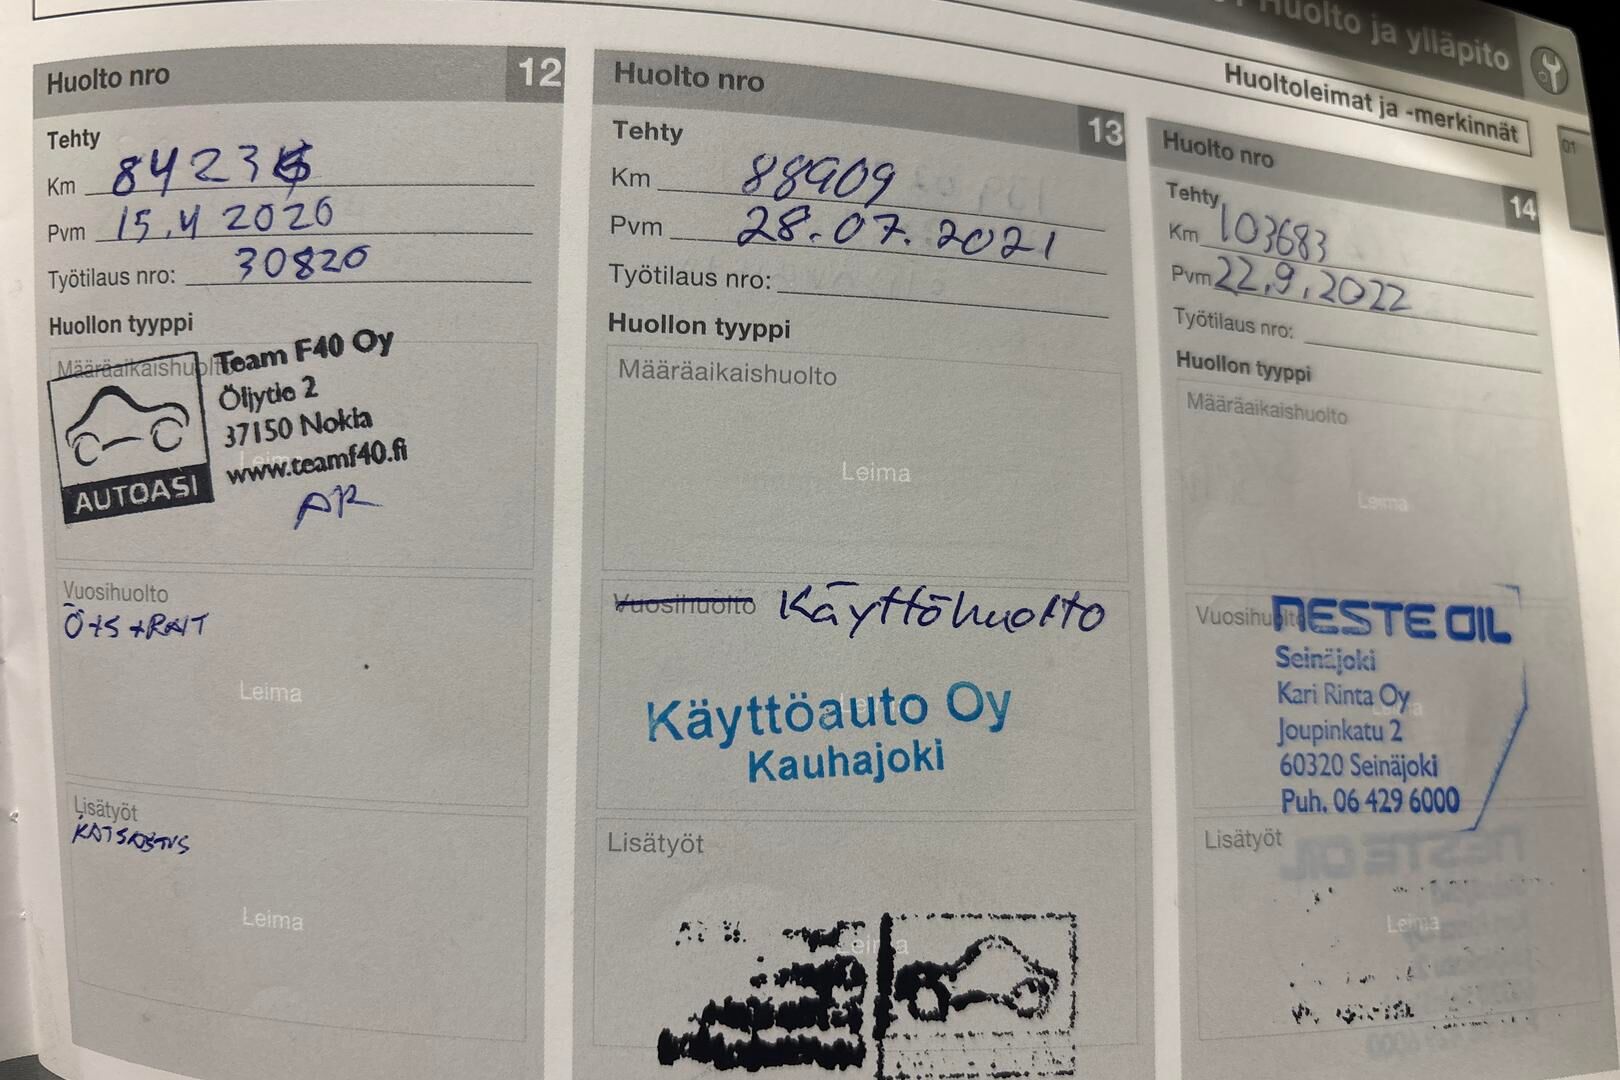 Huolto ja ylläpito
Huoltoleimat ja -merkinnät
01
Huolto nro 12
Tehty
Km
Pvm 15.4 2020
Työtilaus nro: 30820
Huollon tyyppi
Määräaikaishuolto
Team F40 Oy
Öljytie 2
37150 Nokia
www.teamf40.fi
AUTOASI
Leima
AR
Vuosihuolto
Leima
Lisätyöt
KATSASTUS
Leima
Huolto nro 13
Tehty
Km 88909
Pvm 28.07.2021
Työtilaus nro:
Huollon tyyppi
Määräaikaishuolto
Leima
Vuosihuolto Käyttöhuolto
Leima
Käyttöauto Oy
Kauhajoki
Lisätyöt
Leima
Huolto nro 14
Tehty
Km 103683
Pvm 22.9.2022
Työtilaus nro:
Huollon tyyppi
Määräaikaishuolto
Leima
Vuosihuolto
NESTE OIL
Seinäjoki
Kari Rinta Oy
Joupinkatu 2
60320 Seinäjoki
Puh. 06 429 6000
Lisätyöt
Leima